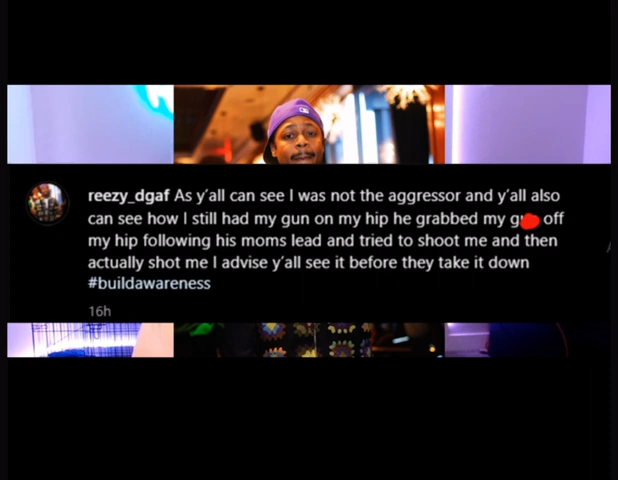 reezy_dgaf As y'all can see I was not the aggressor and y'all also
can see how I still had my gun on my hip he grabbed my off
my hip following his moms lead and tried to shoot me and then
actually shot me I advise y'all see it before they take it down
#buildawareness
16h